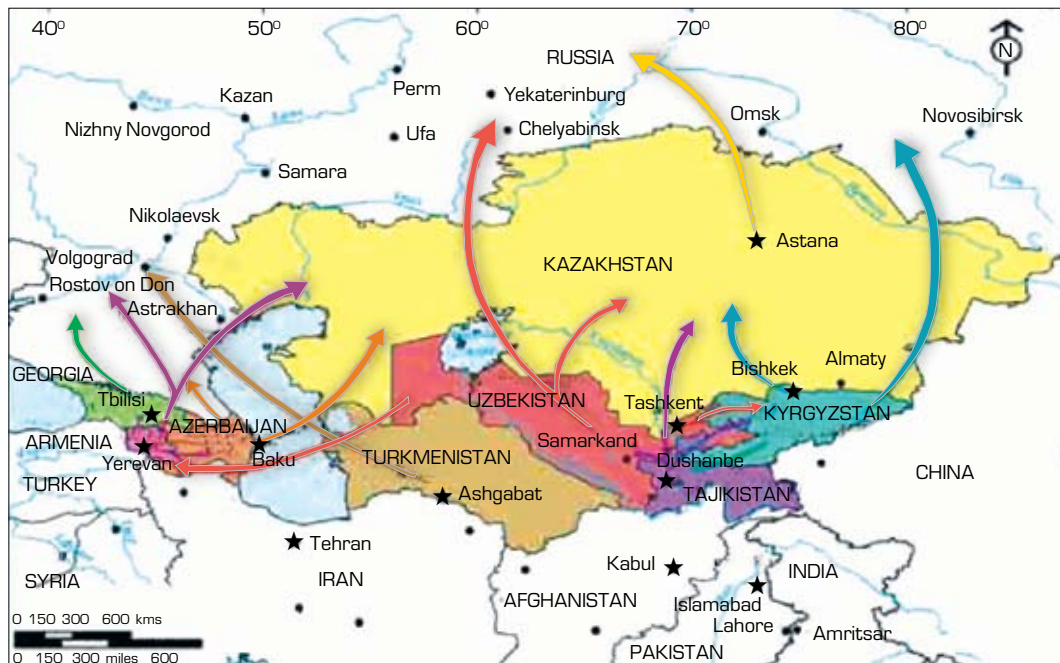 40⁰ 50⁰ 60⁰ 70⁰ 80⁰
N
RUSSIA
Perm
Kazan
Yekaterinburg
Nizhny Novgorod
Ufa
Chelyabinsk
Omsk
Novosibirsk
Samara
Nikolaevsk
Astana
Volgograd
KAZAKHSTAN
Rostov on Don
Astrakhan
GEORGIA
Tbilisi
Bishkek
Almaty
UZBEKISTAN
Tashkent
KYRGYZSTAN
AZERBAIJAN
ARMENIA
Samarkand
Yerevan
Baku
TURKMENISTAN
Dushanbe
CHINA
TURKEY
Ashgabat
TAJIKISTAN
Tehran
Kabul
INDIA
SYRIA
IRAN
AFGHANISTAN
Islamabad
Lahore
Amritsar
PAKISTAN
0 150 300 600 kms
0 150 300 miles 600